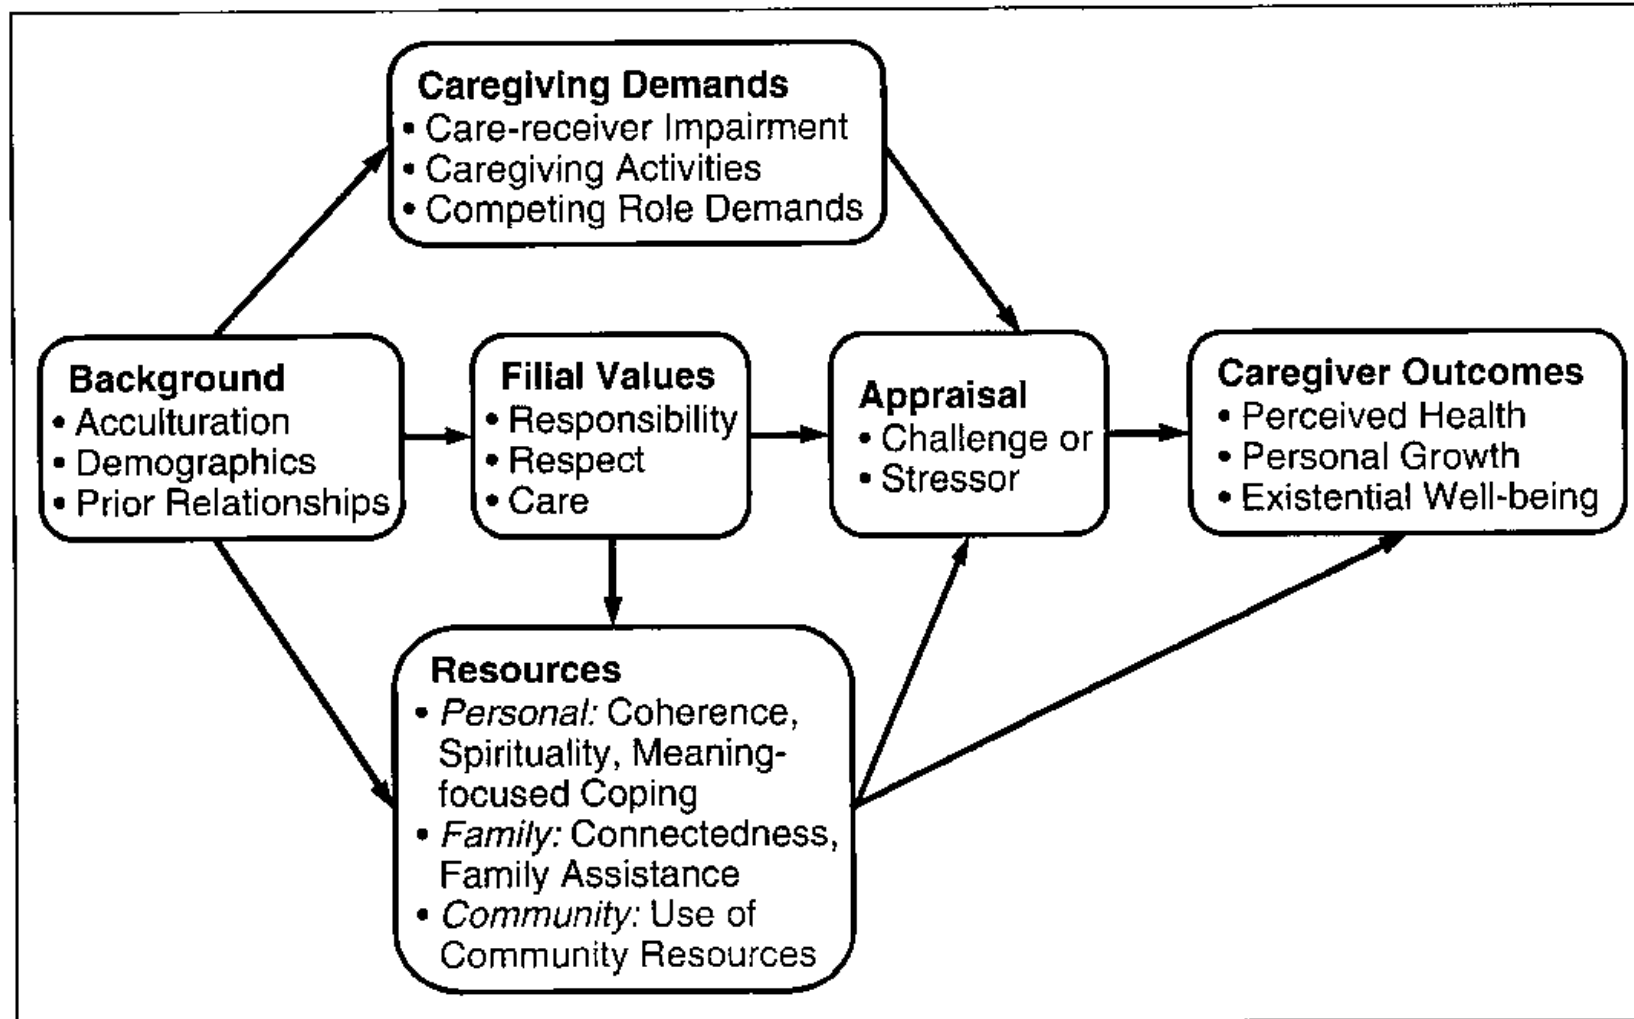 Caregiving Demands
• Care-receiver Impairment
• Caregiving Activities
• Competing Role Demands
Background
• Acculturation
• Demographics
• Prior Relationships
Filial Values
• Responsibility
• Respect
• Care
Appraisal
• Challenge or
• Stressor
Caregiver Outcomes
• Perceived Health
• Personal Growth
• Existential Well-being
Resources
• Personal: Coherence,
Spirituality, Meaning-
focused Coping
• Family: Connectedness,
Family Assistance
• Community: Use of
Community Resources